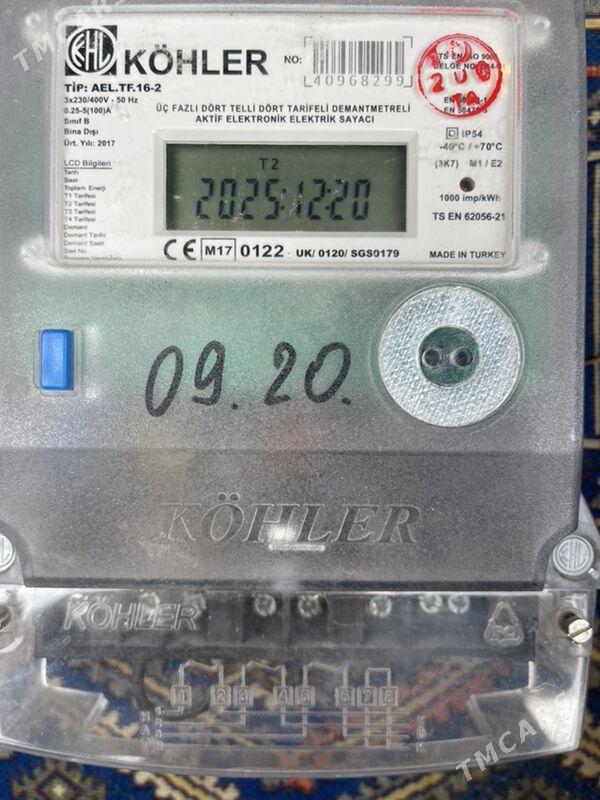 TMCARS
EHL KÖHLER NO: 40968299
TİP: AEL.TF.16-2
3x230/400V - 50 Hz
0.25-5(100)A
Sınıf B
Bina Dışı
Ürt. Yılı: 2017
ÜÇ FAZLI DÖRT TELLİ DÖRT TARİFELİ DEMANTMETRELİ
AKTİF ELEKTRONİK ELEKTRİK SAYACI
IP54
-40°C / +70°C
(3K7) M1 / E2
1000 imp/kWh
TS EN 62056-21
MADE IN TURKEY
LCD Bilgileri
Tarih
Saat
Toplam Enerji
T1 Tarifesi
T2 Tarifesi
T3 Tarifesi
T4 Tarifesi
Demant
Demant Tarihi
Demant Saati
Seri No
T2
2025:12:20
CE M17 0122 UK/ 0120/ SGS0179
09.20.
KÖHLER
KÖHLER
1 2 3 4 5 6 7 8
TMCA